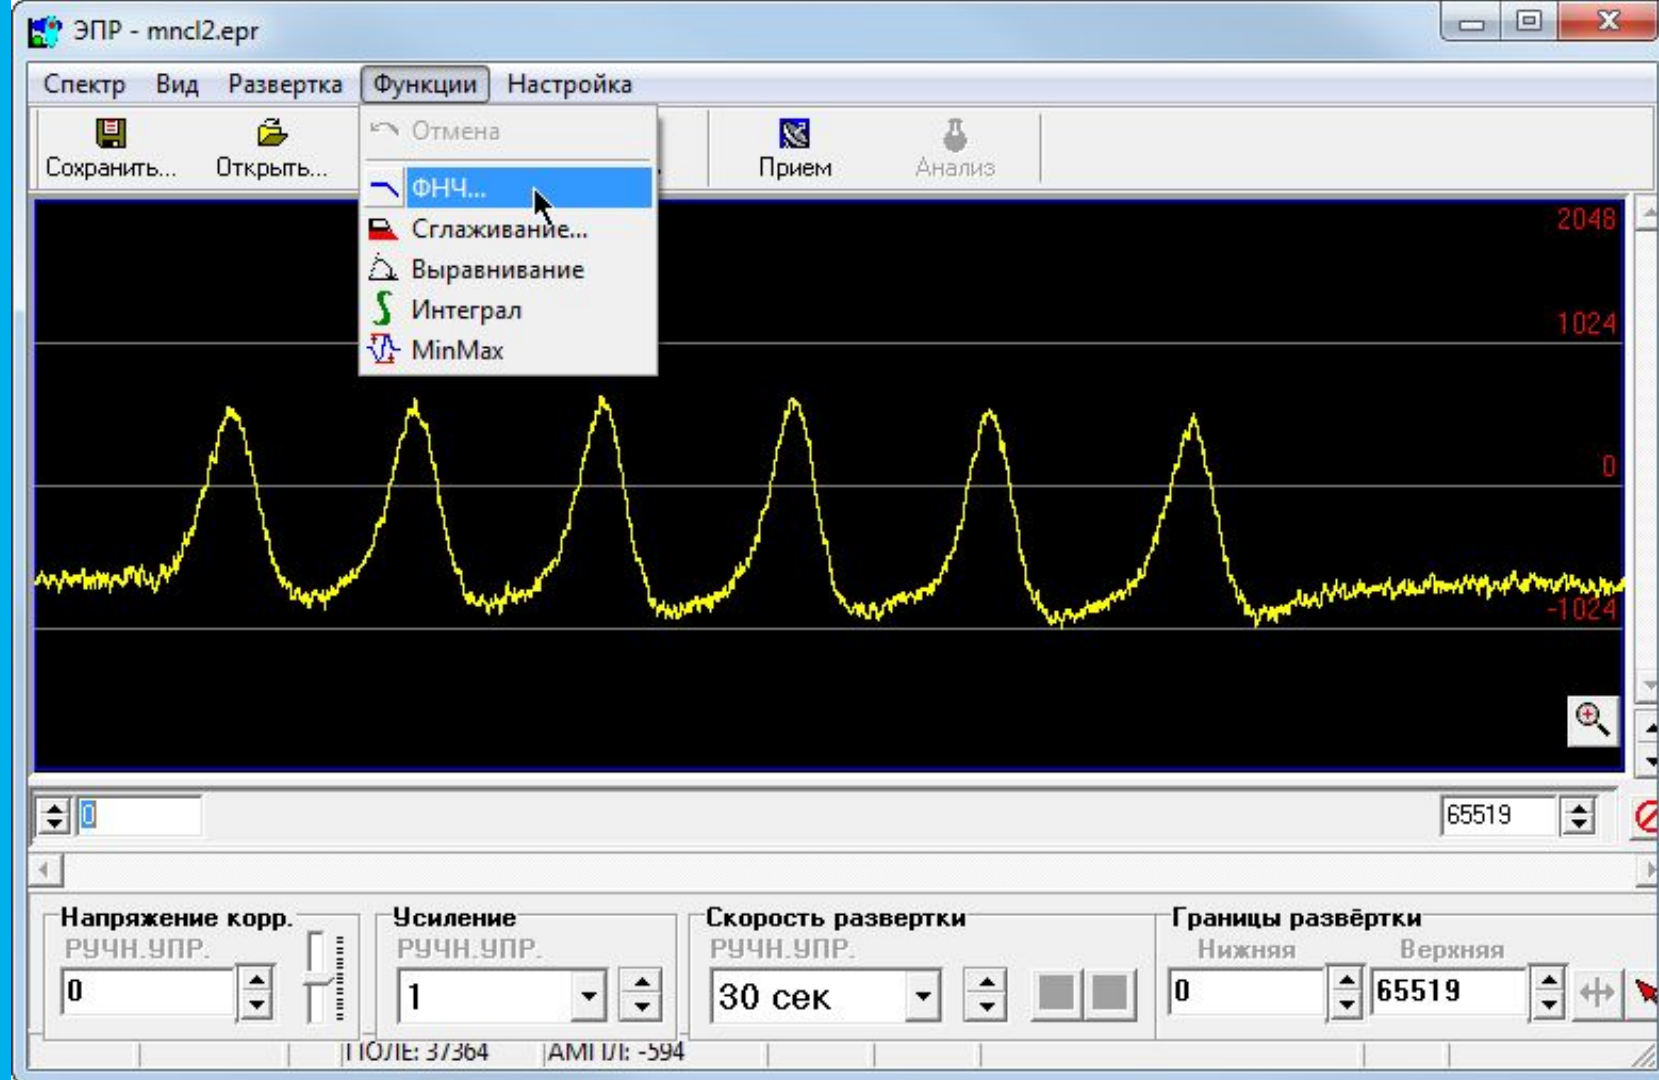 ЭПР - mncl2.epr
Спектр Вид Развертка Функции Настройка
Отмена
Сохранить... Открыть... Прием Анализ
ФНЧ...
Сглаживание...
Выравнивание
Интеграл
MinMax
2048
1024
0
-1024
0 65519
Напряжение корр. Усиление Скорость развертки Границы развёртки
РУЧН.УПР. РУЧН.УПР. РУЧН.УПР. Нижняя Верхняя
0 1 30 сек 0 65519
ПОЛЕ: 37364 АМПЛ: -594